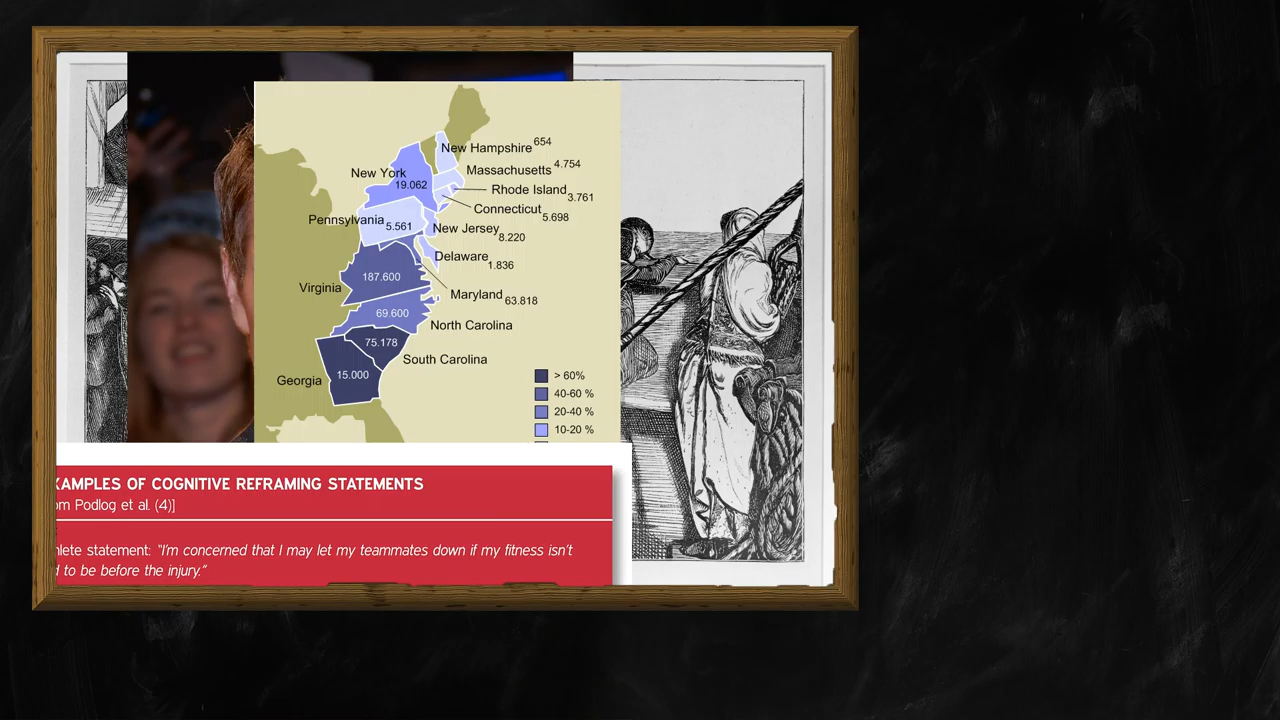 New Hampshire 654
Massachusetts 4.754
New York
19.062
Rhode Island 3.761
Connecticut 5.698
Pennsylvania 5.561
New Jersey 8.220
Delaware 1.836
187.600
Virginia
Maryland 63.818
69.600
North Carolina
75.178
South Carolina
Georgia
15.000
> 60%
40-60 %
20-40 %
10-20 %
XAMPLES OF COGNITIVE REFRAMING STATEMENTS
om Podlog et al. (4)]
hlete statement: “I’m concerned that I may let my teammates down if my fitness isn’t
d to be before the injury.”